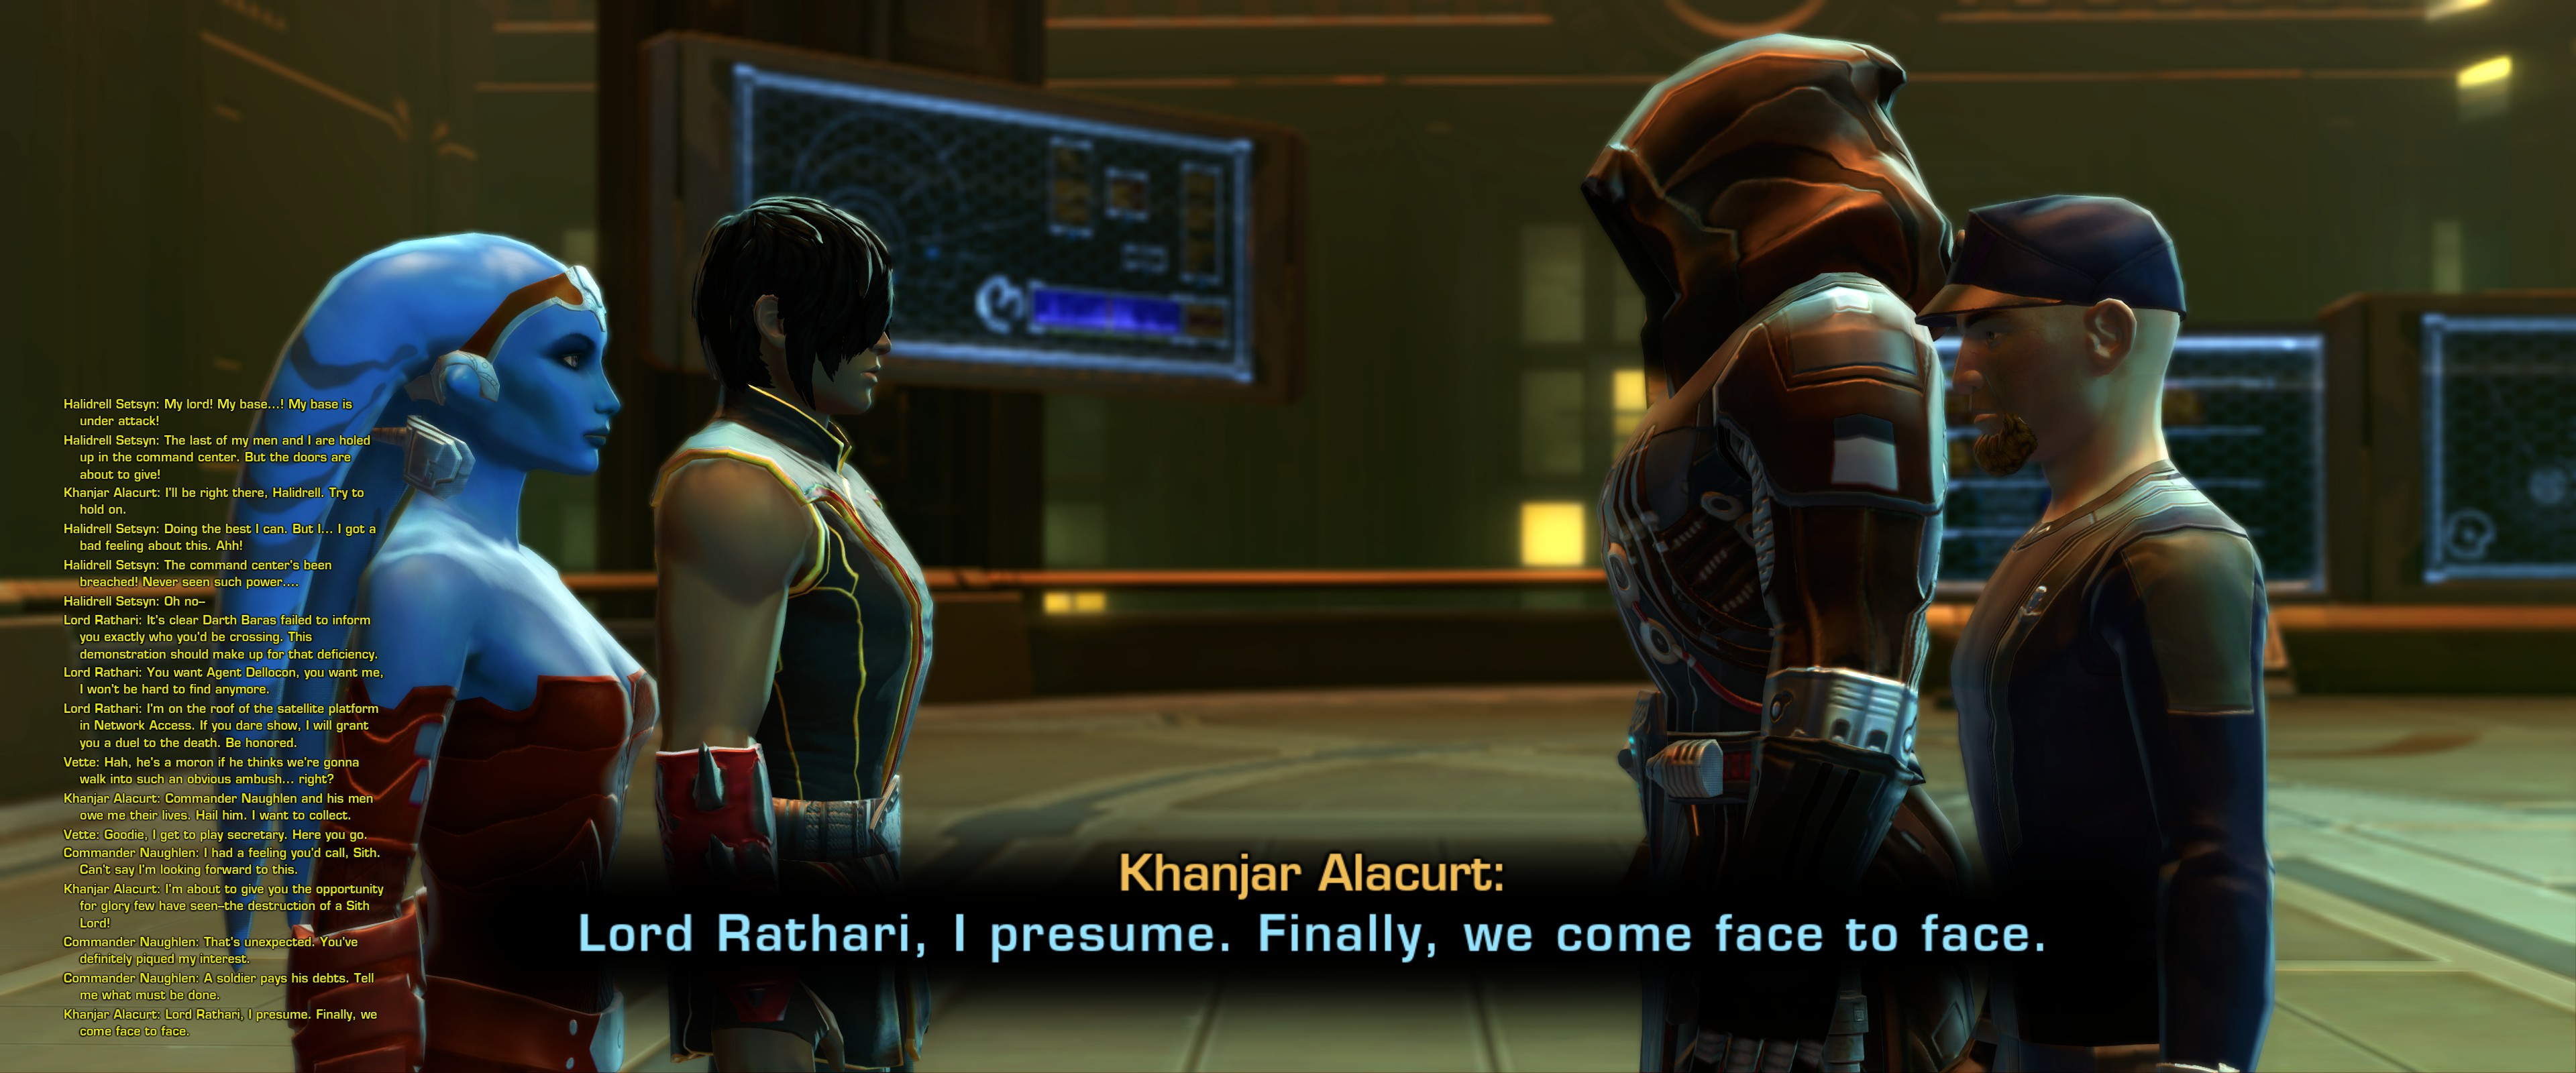 Halidrell Setsyn: My lord! My base...! My base is
under attack!
Halidrell Setsyn: The last of my men and I are holed
up in the command center. But the doors are
about to give!
Khanjar Alacurt: I'll be right there, Halidrell. Try to
hold on.
Halidrell Setsyn: Doing the best I can. But I... I got a
bad feeling about this. Ahh!
Halidrell Setsyn: The command center's been
breached! Never seen such power....
Halidrell Setsyn: Oh no–
Lord Rathari: It's clear Darth Baras failed to inform
you exactly who you'd be crossing. This
demonstration should make up for that deficiency.
Lord Rathari: You want Agent Dellocon, you want me,
I won't be hard to find anymore.
Lord Rathari: I'm on the roof of the satellite platform
in Network Access. If you dare show, I will grant
you a duel to the death. Be honored.
Vette: Hah, he's a moron if he thinks we're gonna
walk into such an obvious ambush... right?
Khanjar Alacurt: Commander Naughlen and his men
owe me their lives. Hail him. I want to collect.
Vette: Goodie, I get to play secretary. Here you go.
Commander Naughlen: I had a feeling you'd call, Sith.
Can't say I'm looking forward to this.
Khanjar Alacurt: I'm about to give you the opportunity
for glory few have seen–the destruction of a Sith
Lord!
Commander Naughlen: That's unexpected. You've
definitely piqued my interest.
Commander Naughlen: A soldier pays his debts. Tell
me what must be done.
Khanjar Alacurt: Lord Rathari, I presume. Finally, we
come face to face.
Khanjar Alacurt:
Lord Rathari, I presume. Finally, we come face to face.